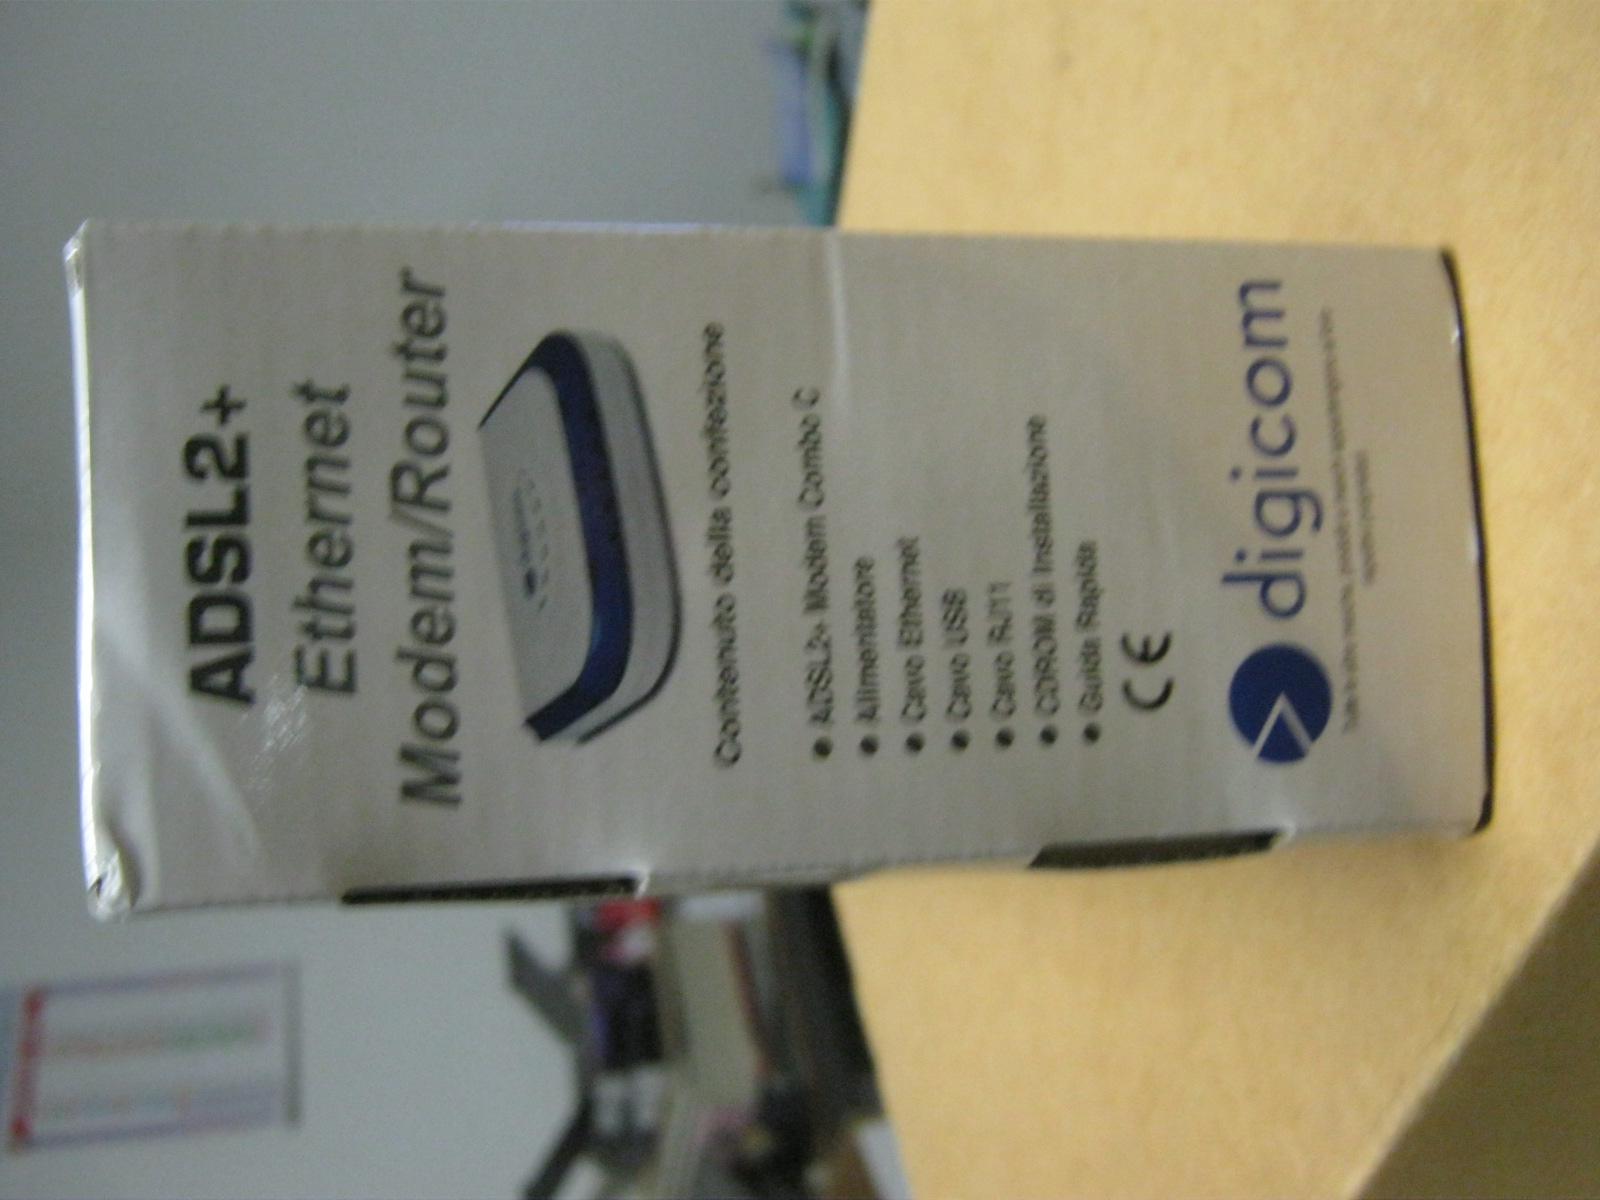 ADSL2+
Ethernet
Modem/Router
Contenuto della confezione
• ADSL2+ Modem Combo C
• Alimentatore
• Cavo Ethernet
• Cavo USB
• Cavo RJ11
• CDROM di Installazione
• Guida Rapida
CE
digicom